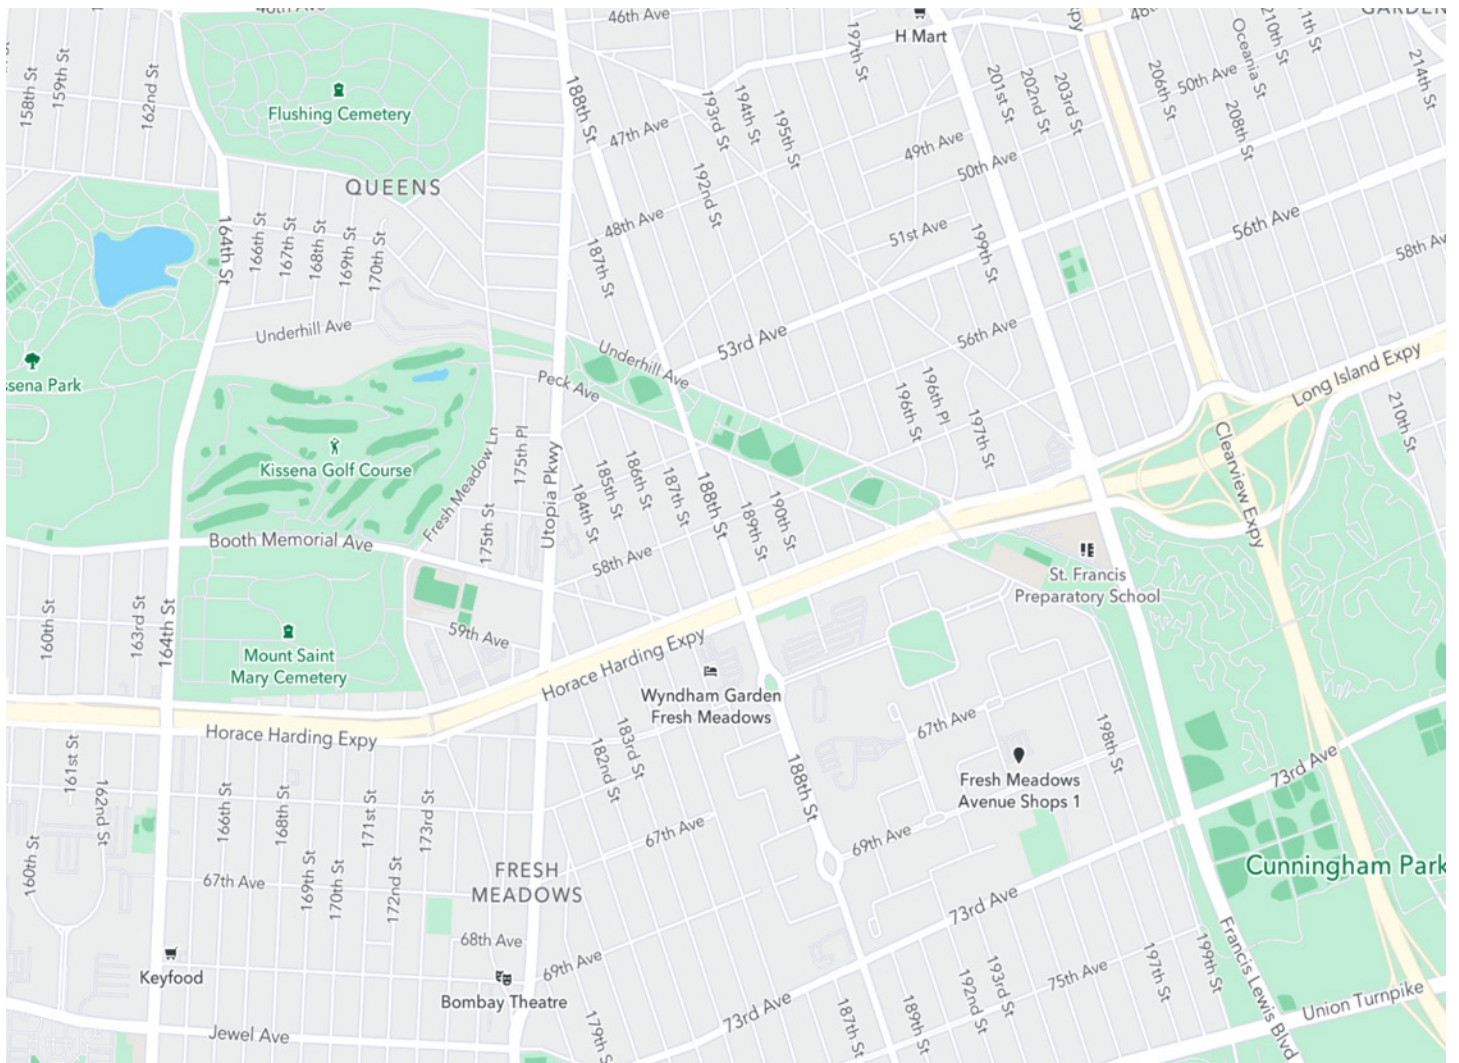 46th Ave
46th Ave
H Mart
Expy
GARDEN
158th St
159th St
162nd St
Flushing Cemetery
188th St
197th St
201st St
202nd St
203rd St
206th St
50th Ave
Oceania St
210th St
214th St
208th St
47th Ave
193rd St
194th St
195th St
49th Ave
50th Ave
QUEENS
192nd St
164th St
166th St
167th St
168th St
169th St
170th St
48th Ave
187th St
51st Ave
199th St
56th Ave
58th Av
Underhill Ave
Underhill Ave
53rd Ave
56th Ave
Long Island Expy
ssena Park
Peck Ave
196th St
196th Pl
197th St
210th St
Kissena Golf Course
Fresh Meadow Ln
175th Pl
Utopia Pkwy
184th St
185th St
186th St
187th St
188th St
189th St
190th St
Clearview Expy
Booth Memorial Ave
175th St
58th Ave
St. Francis
Preparatory School
160th St
163rd St
164th St
Mount Saint
Mary Cemetery
59th Ave
Horace Harding Expy
Wyndham Garden
Fresh Meadows
Horace Harding Expy
161st St
162nd St
160th St
166th St
168th St
169th St
170th St
171st St
172nd St
173rd St
182nd St
183rd St
188th St
67th Ave
198th St
Fresh Meadows
Avenue Shops 1
73rd Ave
67th Ave
67th Ave
69th Ave
FRESH
MEADOWS
Cunningham Park
73rd Ave
68th Ave
69th Ave
Keyfood
Bombay Theatre
Jewel Ave
179th S
73rd Ave
187th St
189th St
192nd St
193rd St
75th Ave
197th St
199th St
Francis Lewis Blvd
Union Turnpike